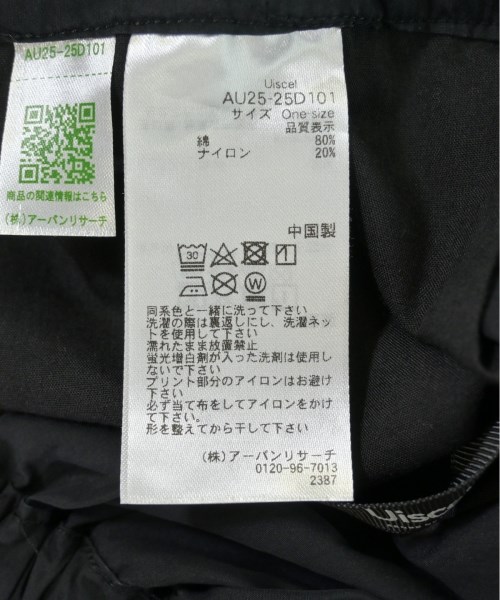 AU25-25D101
商品の関連情報はこちら
(株)アーバンリサーチ
Uiscel
AU25-25D101
サイズ One size
品質表示
綿 80%
ナイロン 20%
中国製
30
W
同系色と一緒に洗って下さい
洗濯の際は裏返しにし、洗濯ネッ
トを使用して下さい
濡れたまま放置禁止
蛍光増白剤が入った洗剤は使用し
ないで下さい
プリント部分のアイロンはお避け
下さい
必ず当て布をしてアイロンをかけ
て下さい。
形を整えてから干して下さい
(株)アーバンリサーチ
0120-96-7013
2387
Uisce